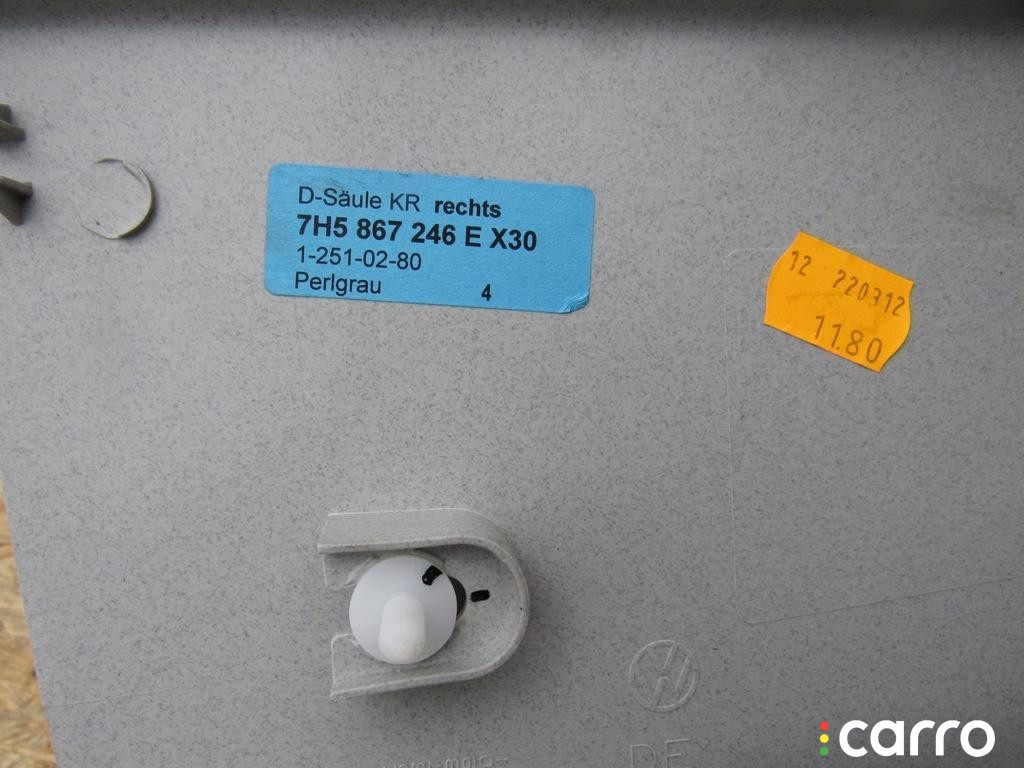 D-Säule KR rechts
7H5 867 246 E X30
1-251-02-80
Perlgrau 4
12 220312
11.80
carro